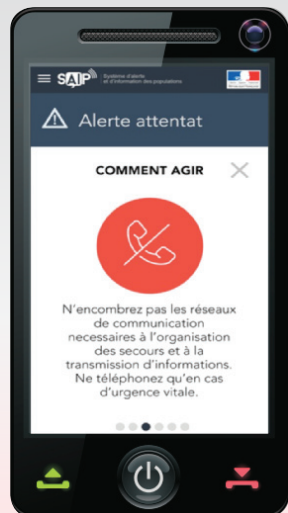 SAIP Système d'alerte
et d'information des populations
Alerte attentat
COMMENT AGIR
N'encombrez pas les réseaux
de communication
necessaires à l'organisation
des secours et à la
transmission d'informations.
Ne téléphonez qu'en cas
d'urgence vitale.